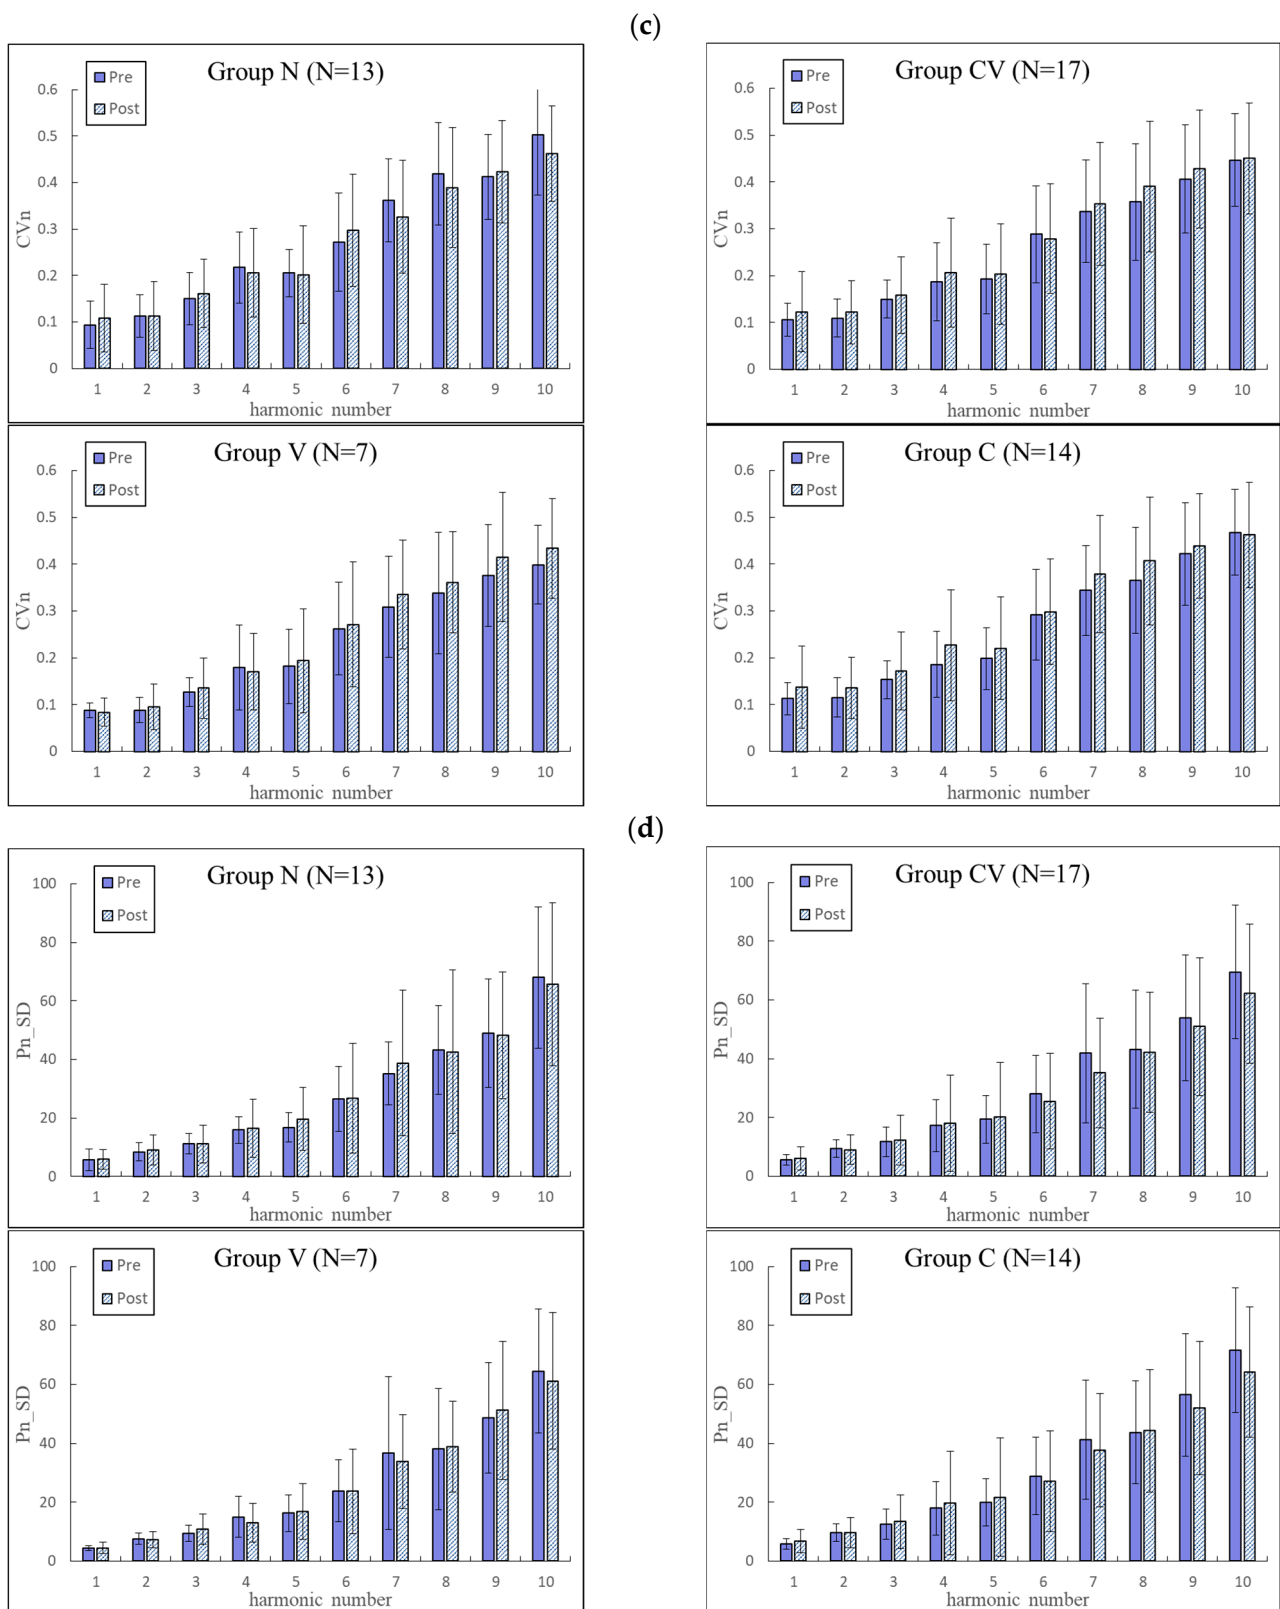 (c)
Group N (N=13)
Pre
Post
0.6
0.5
0.4
0.3
0.2
0.1
0
CVn
1 2 3 4 5 6 7 8 9 10
harmonic number
Group CV (N=17)
Pre
Post
0.6
0.5
0.4
0.3
0.2
0.1
0
CVn
1 2 3 4 5 6 7 8 9 10
harmonic number
Group V (N=7)
Pre
Post
0.6
0.5
0.4
0.3
0.2
0.1
0
CVn
1 2 3 4 5 6 7 8 9 10
harmonic number
Group C (N=14)
Pre
Post
0.6
0.5
0.4
0.3
0.2
0.1
0
CVn
1 2 3 4 5 6 7 8 9 10
harmonic number
(d)
Group N (N=13)
Pre
Post
100
80
60
40
20
0
Pn_SD
1 2 3 4 5 6 7 8 9 10
harmonic number
Group CV (N=17)
Pre
Post
100
80
60
40
20
0
Pn_SD
1 2 3 4 5 6 7 8 9 10
harmonic number
Group V (N=7)
Pre
Post
100
80
60
40
20
0
Pn_SD
1 2 3 4 5 6 7 8 9 10
harmonic number
Group C (N=14)
Pre
Post
100
80
60
40
20
0
Pn_SD
1 2 3 4 5 6 7 8 9 10
harmonic number